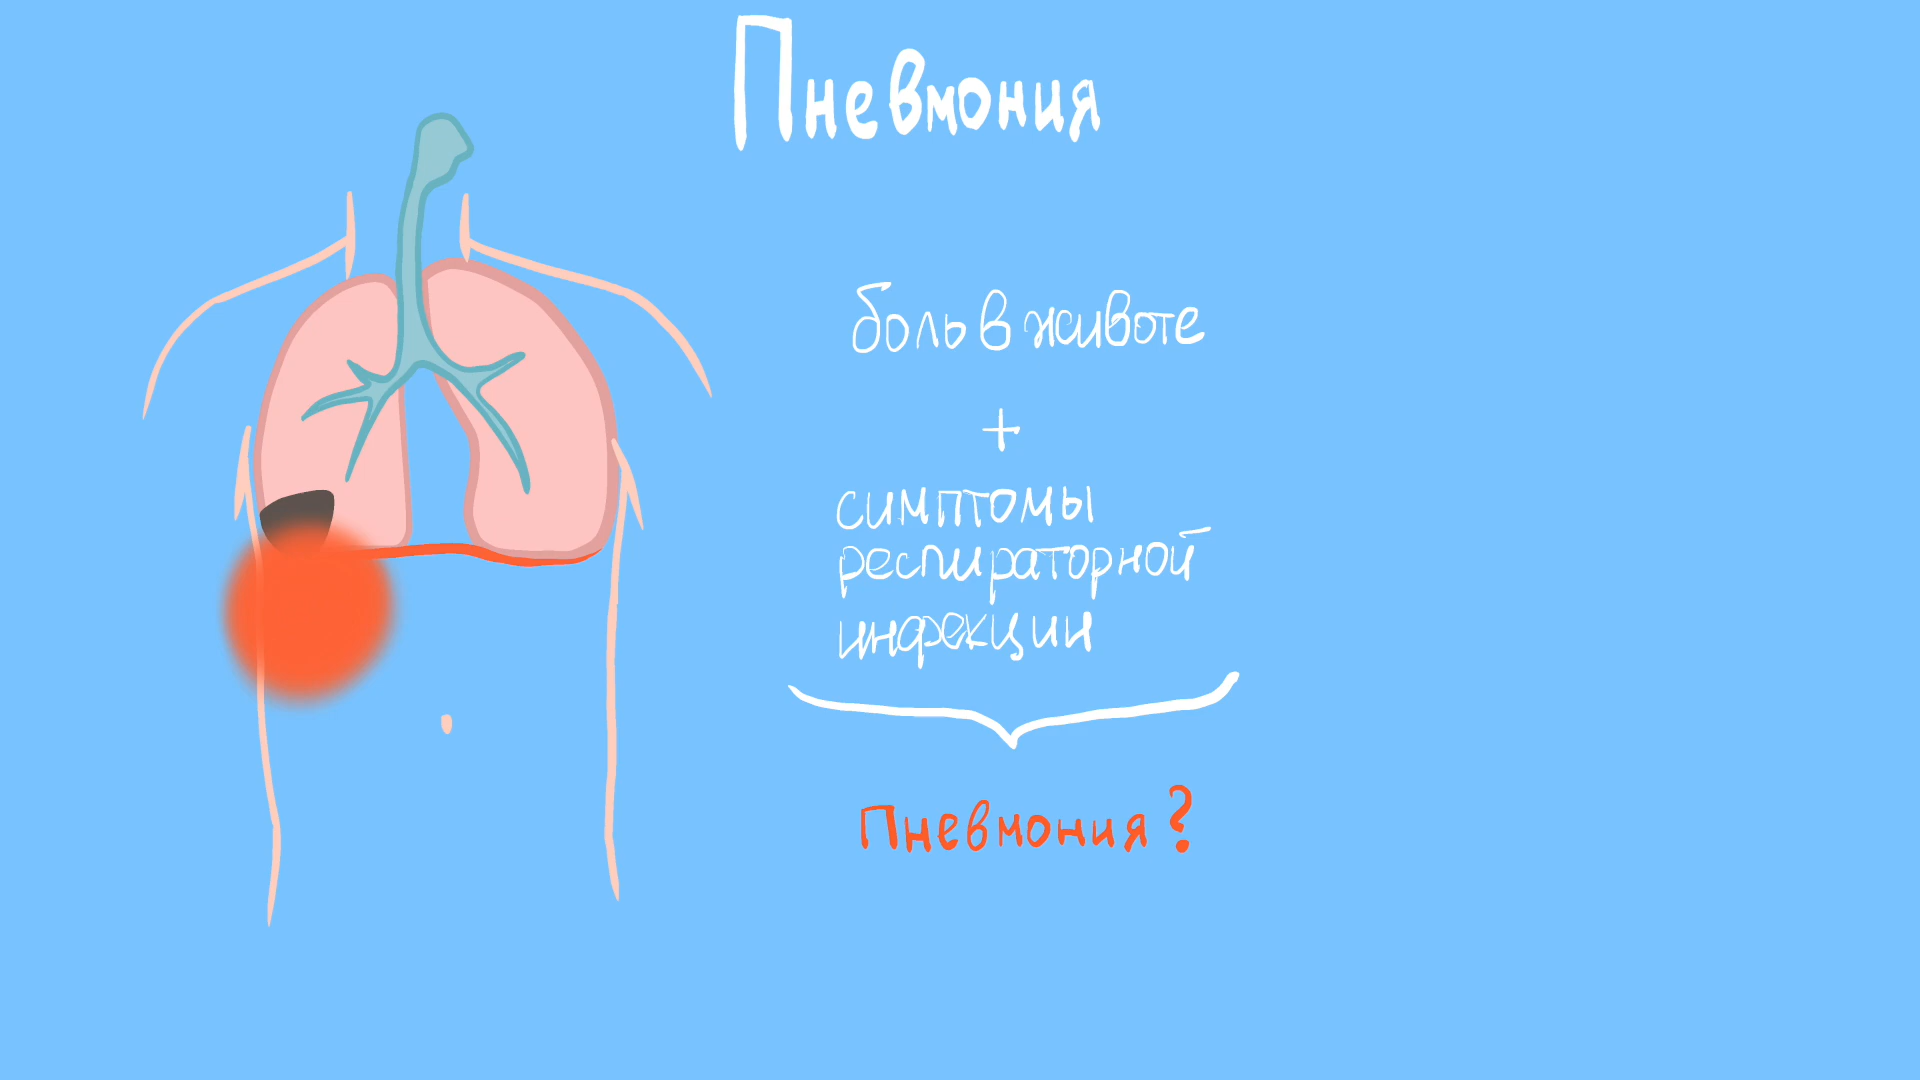 Пневмония
боль в животе
+
симптомы
респираторной
инфекции
Пневмония?